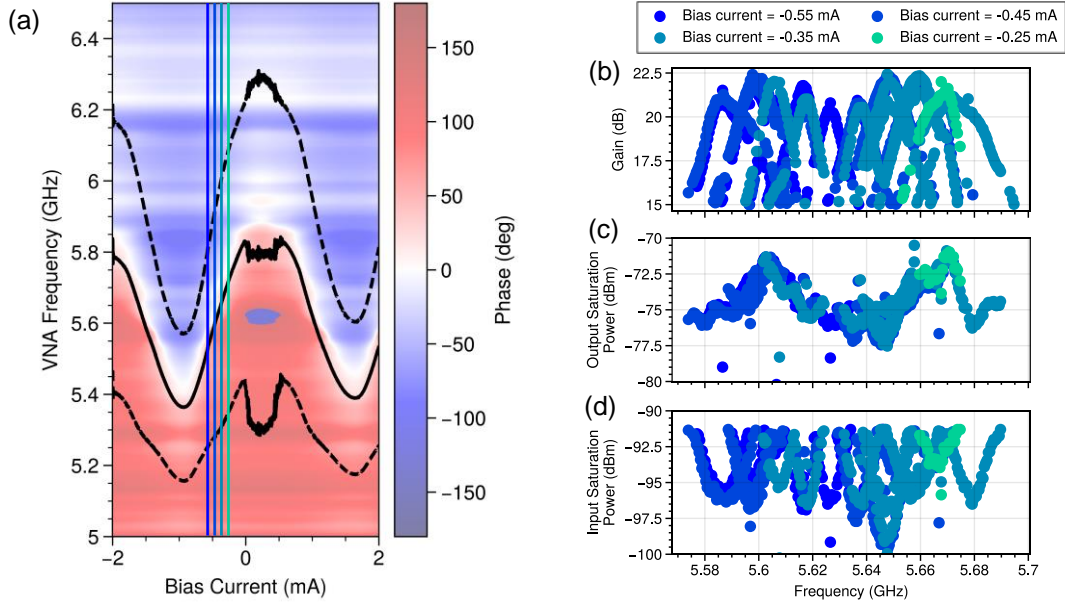 (a)
6.4
6.2
6
5.8
5.6
5.4
5.2
5
VNA Frequency (GHz)
−2
0
2
Bias Current (mA)
150
100
50
0
−50
−100
−150
Phase (deg)
Bias current = -0.55 mA
Bias current = -0.45 mA
Bias current = -0.35 mA
Bias current = -0.25 mA
(b)
22.5
20
17.5
15
Gain (dB)
(c)
−70
−72.5
−75
−77.5
−80
Output Saturation
Power (dBm)
(d)
−90
−92.5
−95
−97.5
−100
Input Saturation
Power (dBm)
5.58
5.6
5.62
5.64
5.66
5.68
5.7
Frequency (GHz)